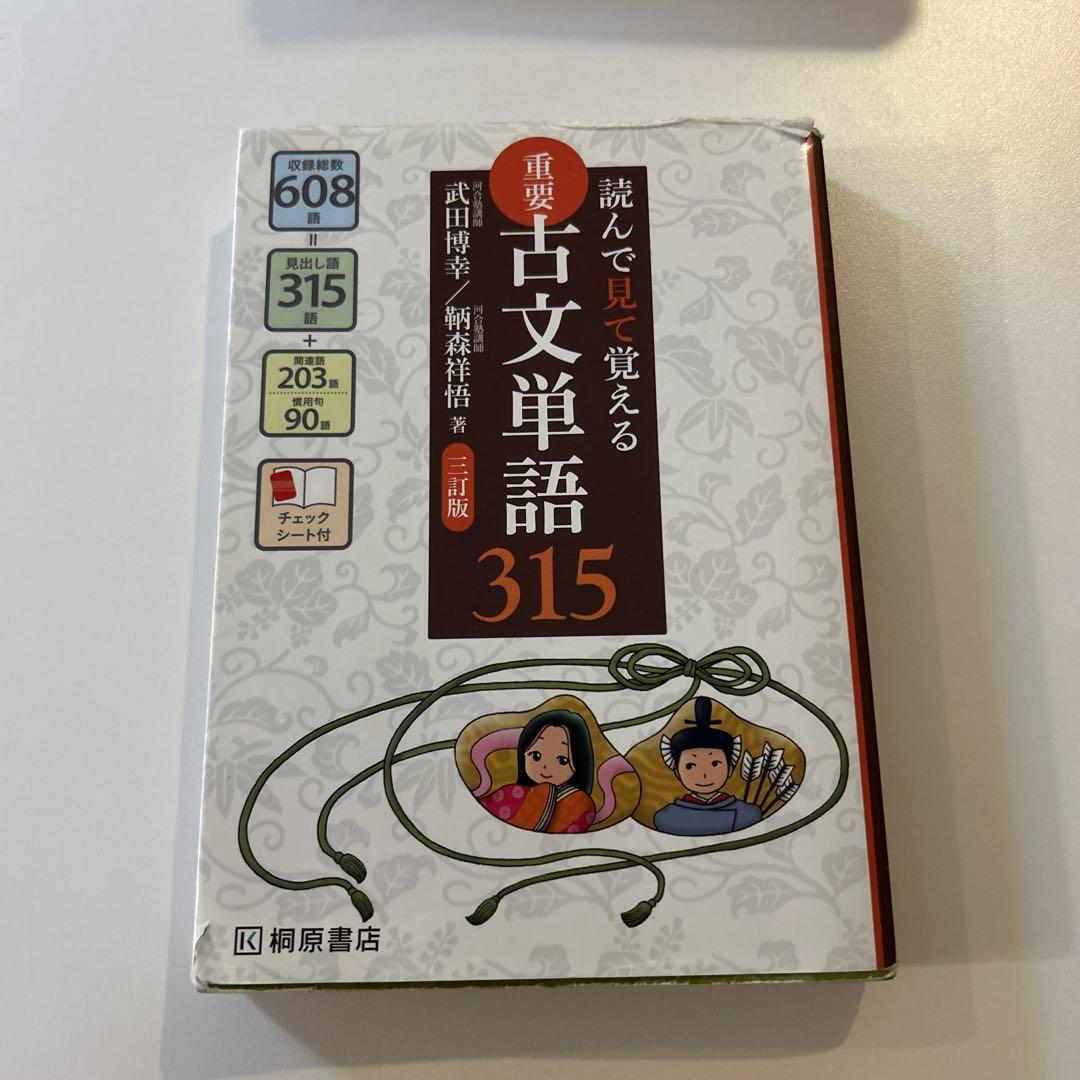 読んで見て覚える
重要
古文単語
315
河合塾講師 河合塾講師
武田博幸/鞆森祥悟 著
三訂版
収録総数
608
語
=
見出し語
315
語
+
関連語
203語
慣用句
90語
チェック
シート付
K 桐原書店